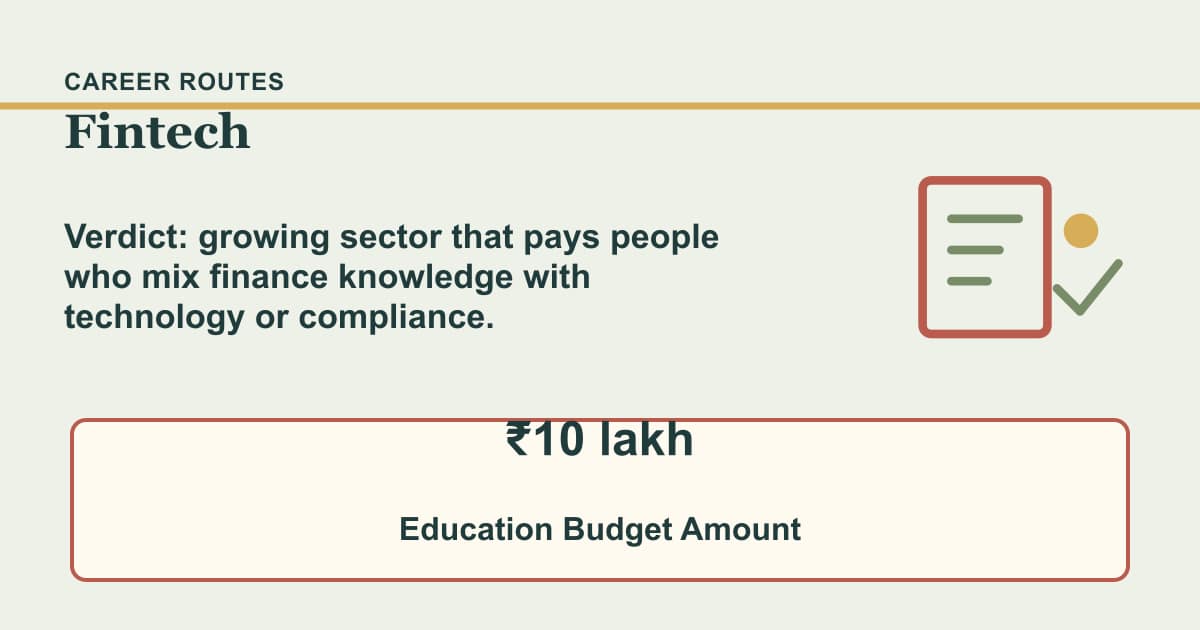 CAREER ROUTES
Fintech
Verdict: growing sector that pays people
who mix finance knowledge with
technology or compliance.
₹10 lakh
Education Budget Amount